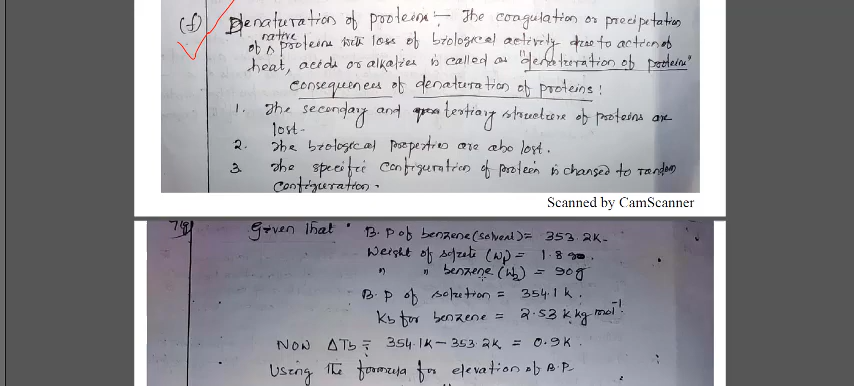 (f) Denaturation of proteins :- The coagulation or precipetation
of native proteins with loss of biological activity due to action of
heat, acids or alkalies is called as "denaturation of protein"
Consequences of denaturation of proteins :
1. The secondary and tertiary structure of proteins are
lost.
2. The biological properties are also lost.
3 The specific configuration of protein is changed to random
configuration.
Scanned by CamScanner
Given that B.P of benzene (solvent) = 353.2K.
Weight of solute = 1.8
" " benzene = 90g
B.P of solution = 354.1 K.
Kb for benzene = 2.53 K kg mol⁻¹
Now ΔTb = 354.1K - 353.2K = 0.9K.
Using the formula for elevation of B.P